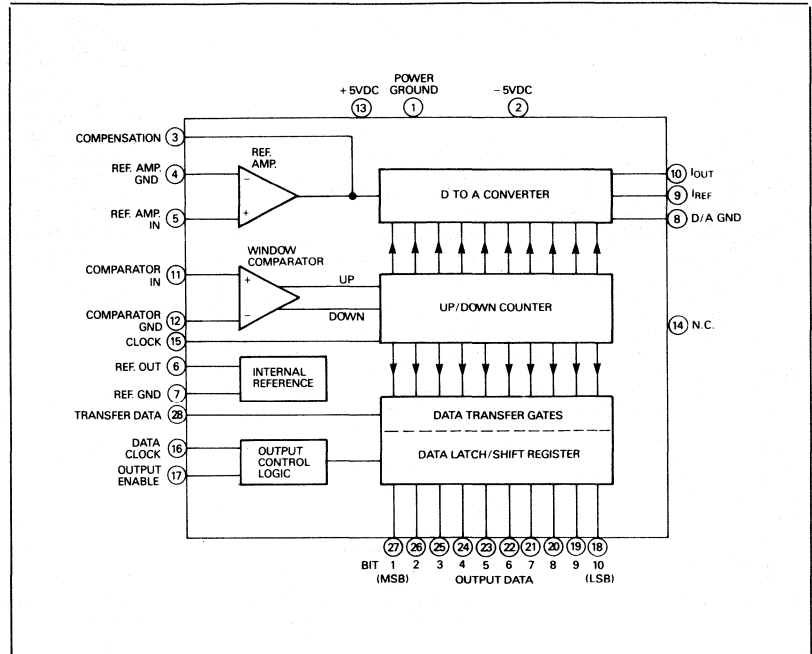 POWER
+5VDC GROUND -5VDC
13 1 2
COMPENSATION 3
REF.
AMP.
REF. AMP. 4
GND
-
+
REF. AMP. 5
IN
D TO A CONVERTER
10 IOUT
9 IREF
8 D/A GND
WINDOW
COMPARATOR
COMPARATOR 11
IN
+
-
UP
DOWN
UP/DOWN COUNTER
COMPARATOR 12
GND
CLOCK 15
14 N.C.
REF. OUT 6
REF. GND 7
INTERNAL
REFERENCE
TRANSFER DATA 28
DATA TRANSFER GATES
DATA 16
CLOCK
OUTPUT 17
ENABLE
OUTPUT
CONTROL
LOGIC
DATA LATCH/SHIFT REGISTER
27 26 25 24 23 22 21 20 19 18
BIT 1 2 3 4 5 6 7 8 9 10
(MSB) OUTPUT DATA (LSB)